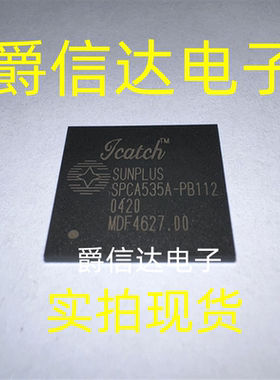 爵信达电子
Icatch™
SUNPLUS
SPCA535A-PB112
0420
MDF4627.00
爵信达电子
实拍现货